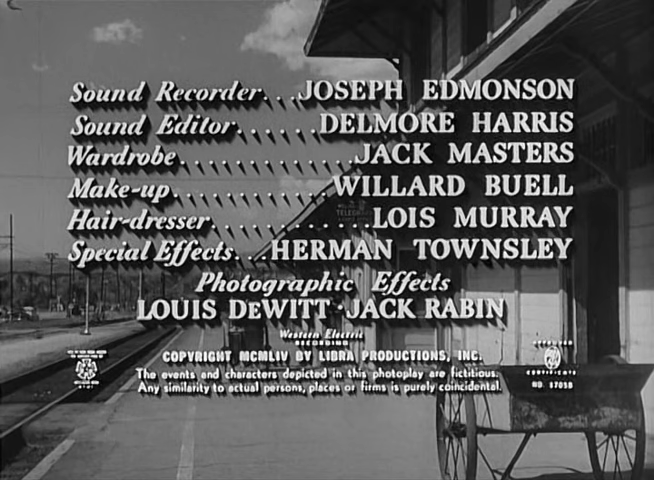 Sound Recorder...JOSEPH EDMONSON
Sound Editor......DELMORE HARRIS
Wardrobe............JACK MASTERS
Make-up...........WILLARD BUELL
Hair-dresser..........LOIS MURRAY
Special Effects...HERMAN TOWNSLEY
Photographic Effects
LOUIS DeWITT · JACK RABIN
Western Electric
RECORDING
COPYRIGHT MCMLIV BY LIBRA PRODUCTIONS, INC.
The events and characters depicted in this photoplay are fictitious.
Any similarity to actual persons, places or firms is purely coincidental.
APPROVED
CERTIFICATE
NO. 17058
TELEGRAPH